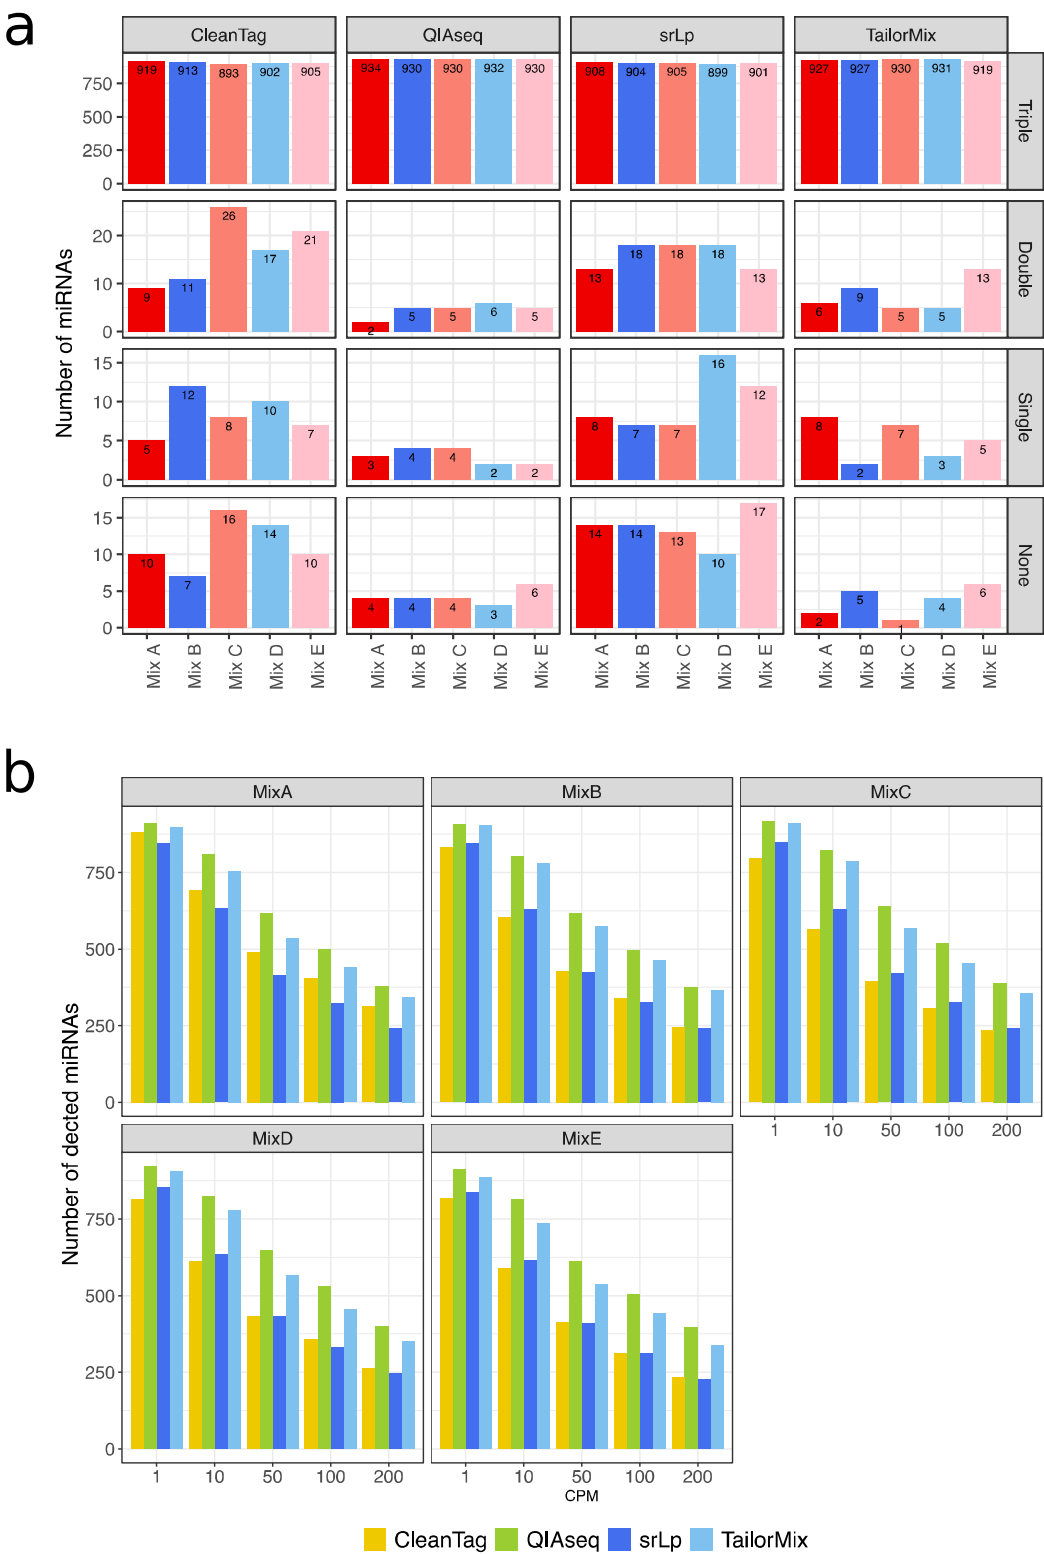 a
CleanTag QIAseq srLp TailorMix
Number of miRNAs
750
500
250
0
919 913 893 902 905
934 930 930 932 930
908 904 905 899 901
927 927 930 931 919
Triple
20
10
0
9 11 26 17 21
2 5 5 6 5
13 18 18 18 13
6 9 5 5 13
Double
15
10
5
0
5 12 8 10 7
3 4 4 2 2
8 7 7 16 12
8 2 7 3 5
Single
15
10
5
0
10 7 16 14 10
4 4 4 3 6
14 14 13 10 17
2 5 1 4 6
None
Mix A Mix B Mix C Mix D Mix E Mix A Mix B Mix C Mix D Mix E Mix A Mix B Mix C Mix D Mix E Mix A Mix B Mix C Mix D Mix E
b
MixA MixB MixC
Number of dected miRNAs
750
500
250
0
1 10 50 100 200
MixD MixE
750
500
250
0
1 10 50 100 200 1 10 50 100 200
CPM
CleanTag QIAseq srLp TailorMix